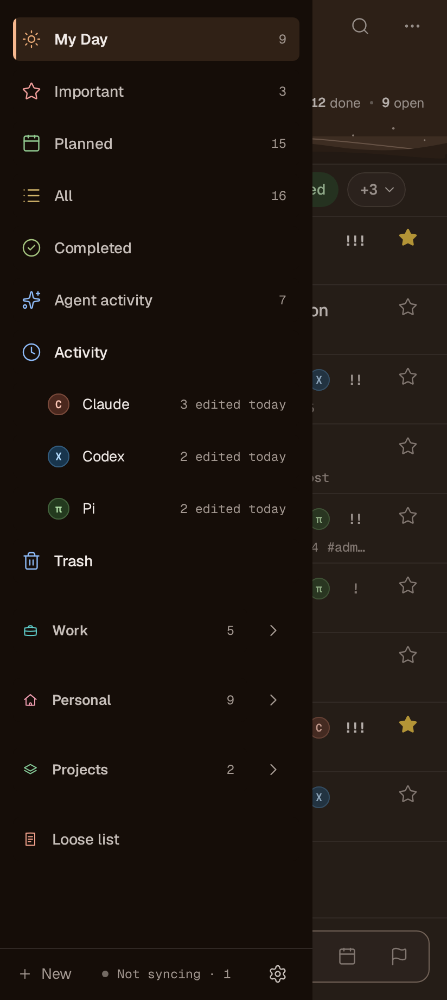 My Day 9
12 done • 9 open
Important 3
Planned 15
All 16
+3
Completed
!!!
Agent activity 7
Activity
C Claude 3 edited today
X !!
Codex 2 edited today
X
π Pi 2 edited today
π !!
4 #adm…
Trash
π !
Work 5
Personal 9
C !!!
Projects 2
X
Loose list
+ New
Not syncing · 1